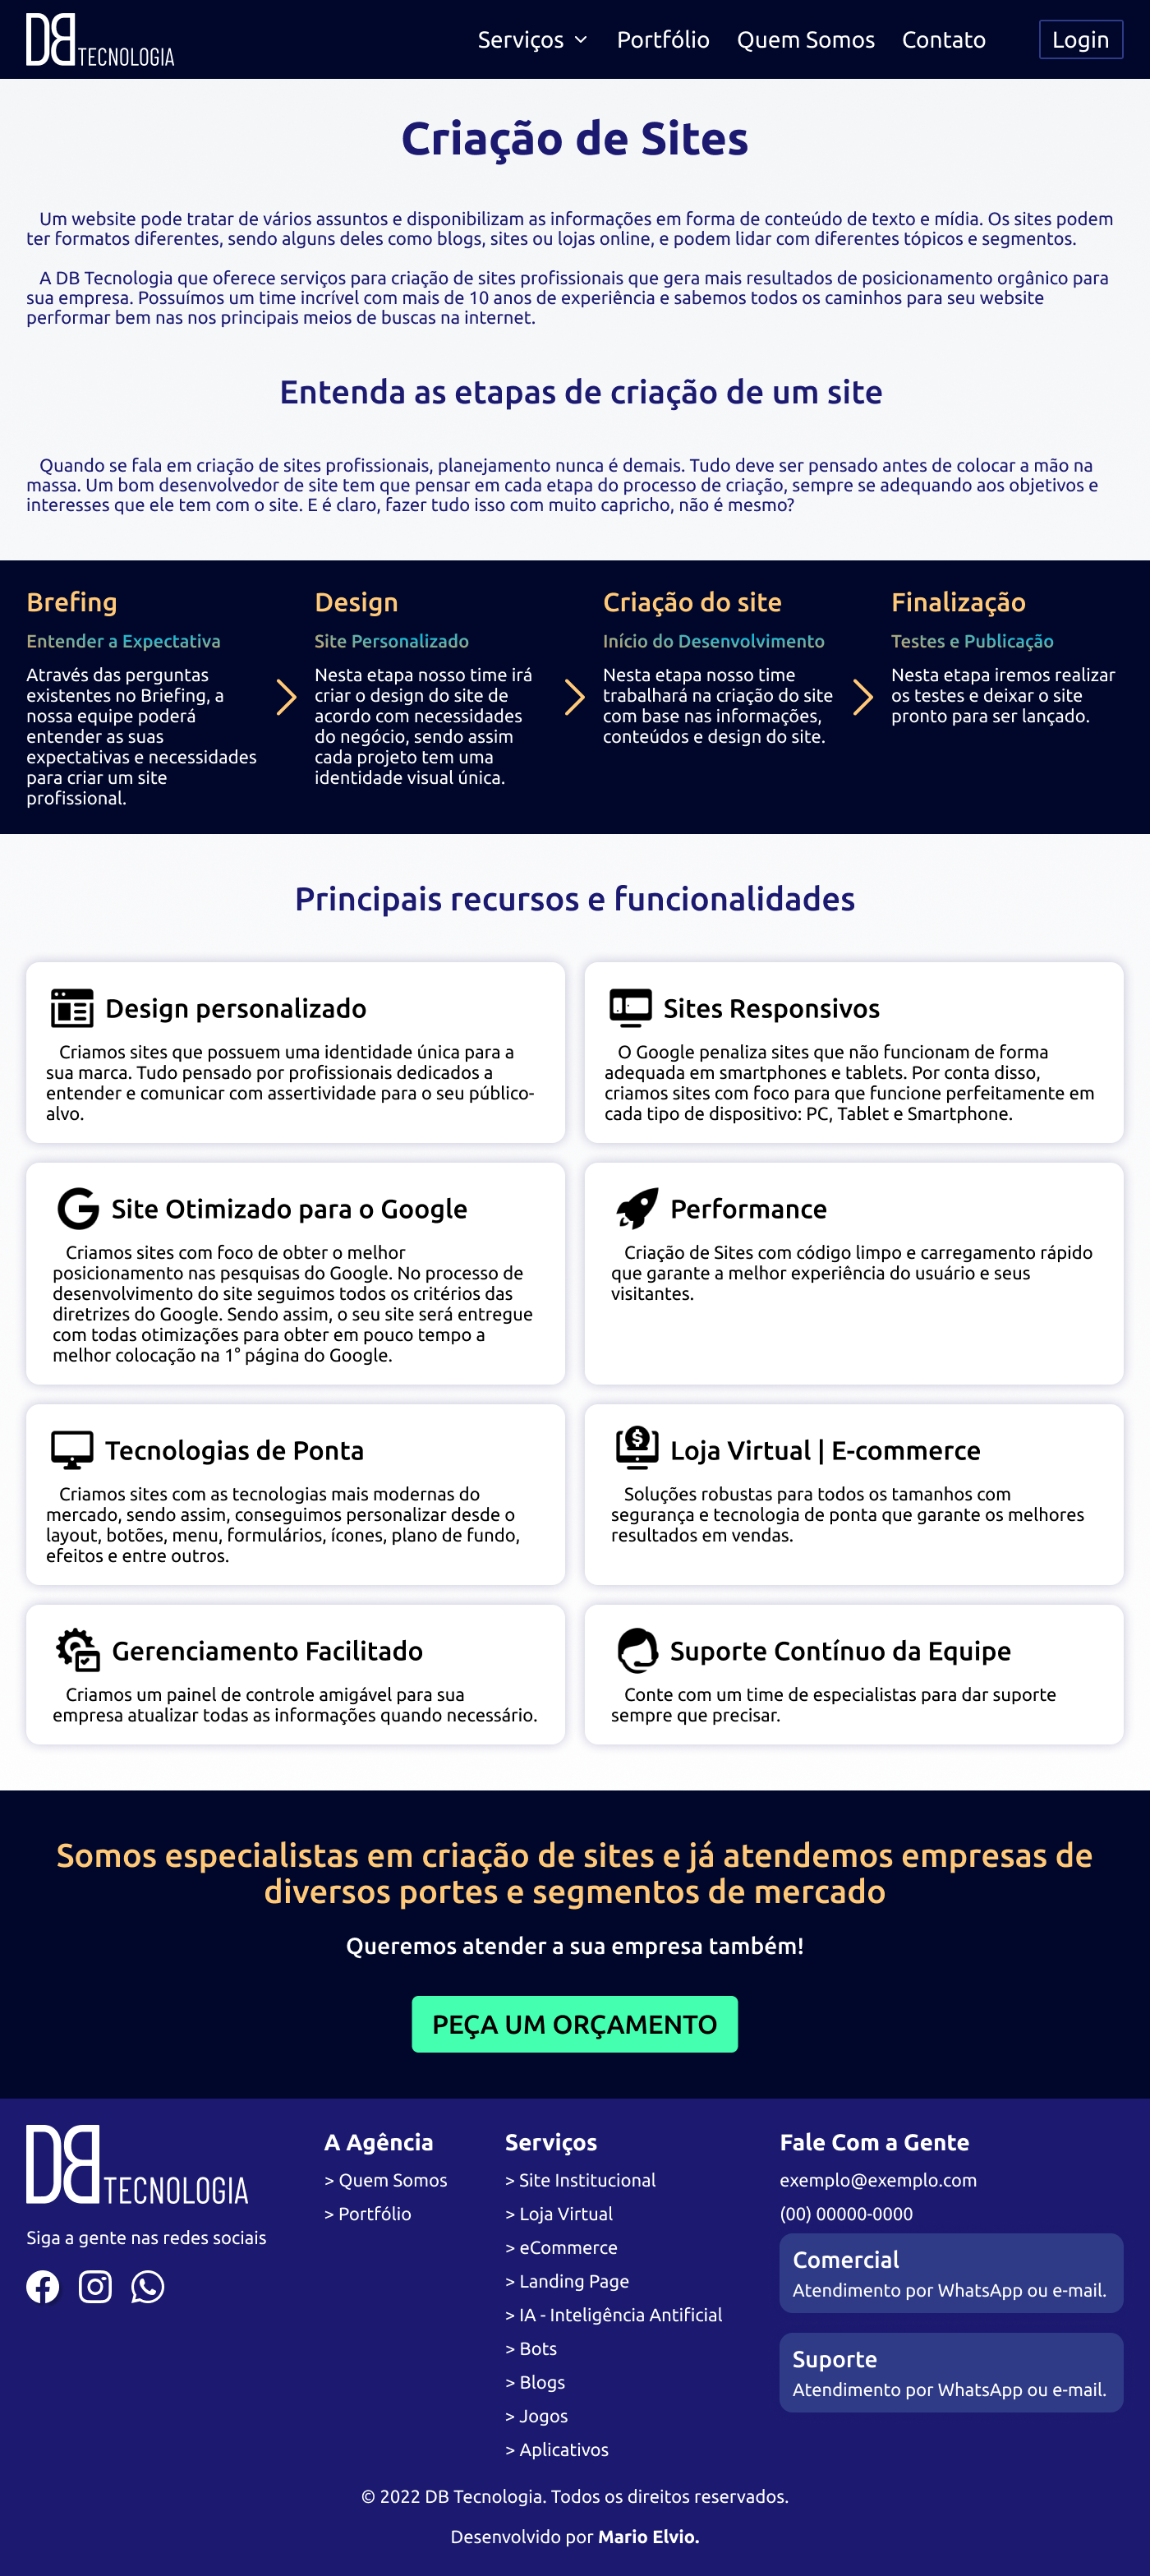 DB TECNOLOGIA
Serviços
Portfólio
Quem Somos
Contato
Login
Criação de Sites
Um website pode tratar de vários assuntos e disponibilizam as informações em forma de conteúdo de texto e mídia. Os sites podem
ter formatos diferentes, sendo alguns deles como blogs, sites ou lojas online, e podem lidar com diferentes tópicos e segmentos.
A DB Tecnologia que oferece serviços para criação de sites profissionais que gera mais resultados de posicionamento orgânico para
sua empresa. Possuímos um time incrível com mais de 10 anos de experiência e sabemos todos os caminhos para seu website
performar bem nas nos principais meios de buscas na internet.
Entenda as etapas de criação de um site
Quando se fala em criação de sites profissionais, planejamento nunca é demais. Tudo deve ser pensado antes de colocar a mão na
massa. Um bom desenvolvedor de site tem que pensar em cada etapa do processo de criação, sempre se adequando aos objetivos e
interesses que ele tem com o site. E é claro, fazer tudo isso com muito capricho, não é mesmo?
Brefing
Entender a Expectativa
Através das perguntas
existentes no Briefing, a
nossa equipe poderá
entender as suas
expectativas e necessidades
para criar um site
profissional.
Design
Site Personalizado
Nesta etapa nosso time irá
criar o design do site de
acordo com necessidades
do negócio, sendo assim
cada projeto tem uma
identidade visual única.
Criação do site
Início do Desenvolvimento
Nesta etapa nosso time
trabalhará na criação do site
com base nas informações,
conteúdos e design do site.
Finalização
Testes e Publicação
Nesta etapa iremos realizar
os testes e deixar o site
pronto para ser lançado.
Principais recursos e funcionalidades
Design personalizado
Criamos sites que possuem uma identidade única para a
sua marca. Tudo pensado por profissionais dedicados a
entender e comunicar com assertividade para o seu público-
alvo.
Sites Responsivos
O Google penaliza sites que não funcionam de forma
adequada em smartphones e tablets. Por conta disso,
criamos sites com foco para que funcione perfeitamente em
cada tipo de dispositivo: PC, Tablet e Smartphone.
Site Otimizado para o Google
Criamos sites com foco de obter o melhor
posicionamento nas pesquisas do Google. No processo de
desenvolvimento do site seguimos todos os critérios das
diretrizes do Google. Sendo assim, o seu site será entregue
com todas otimizações para obter em pouco tempo a
melhor colocação na 1° página do Google.
Performance
Criação de Sites com código limpo e carregamento rápido
que garante a melhor experiência do usuário e seus
visitantes.
Tecnologias de Ponta
Criamos sites com as tecnologias mais modernas do
mercado, sendo assim, conseguimos personalizar desde o
layout, botões, menu, formulários, ícones, plano de fundo,
efeitos e entre outros.
Loja Virtual | E-commerce
Soluções robustas para todos os tamanhos com
segurança e tecnologia de ponta que garante os melhores
resultados em vendas.
Gerenciamento Facilitado
Criamos um painel de controle amigável para sua
empresa atualizar todas as informações quando necessário.
Suporte Contínuo da Equipe
Conte com um time de especialistas para dar suporte
sempre que precisar.
Somos especialistas em criação de sites e já atendemos empresas de
diversos portes e segmentos de mercado
Queremos atender a sua empresa também!
PEÇA UM ORÇAMENTO
DB TECNOLOGIA
Siga a gente nas redes sociais
A Agência
> Quem Somos
> Portfólio
Serviços
> Site Institucional
> Loja Virtual
> eCommerce
> Landing Page
> IA - Inteligência Antificial
> Bots
> Blogs
> Jogos
> Aplicativos
Fale Com a Gente
exemplo@exemplo.com
(00) 00000-0000
Comercial
Atendimento por WhatsApp ou e-mail.
Suporte
Atendimento por WhatsApp ou e-mail.
© 2022 DB Tecnologia. Todos os direitos reservados.
Desenvolvido por Mario Elvio.